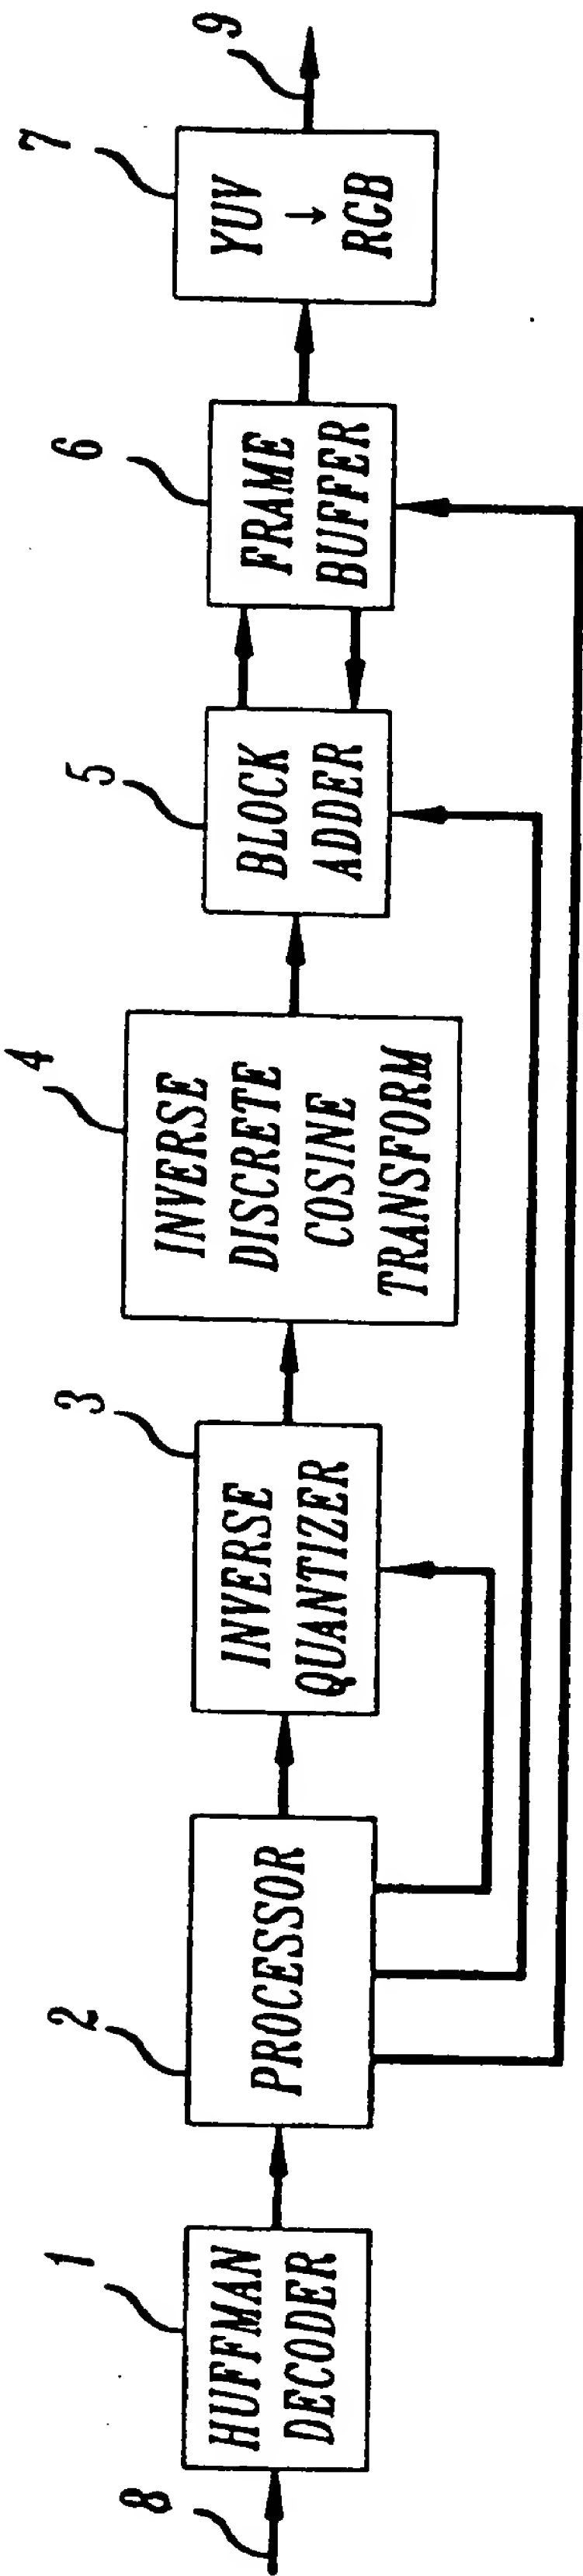 8
1
HUFFMAN
DECODER
2
PROCESSOR
3
INVERSE
QUANTIZER
4
INVERSE
DISCRETE
COSINE
TRANSFORM
5
BLOCK
ADDER
6
FRAME
BUFFER
7
YUV
↓
RGB
9